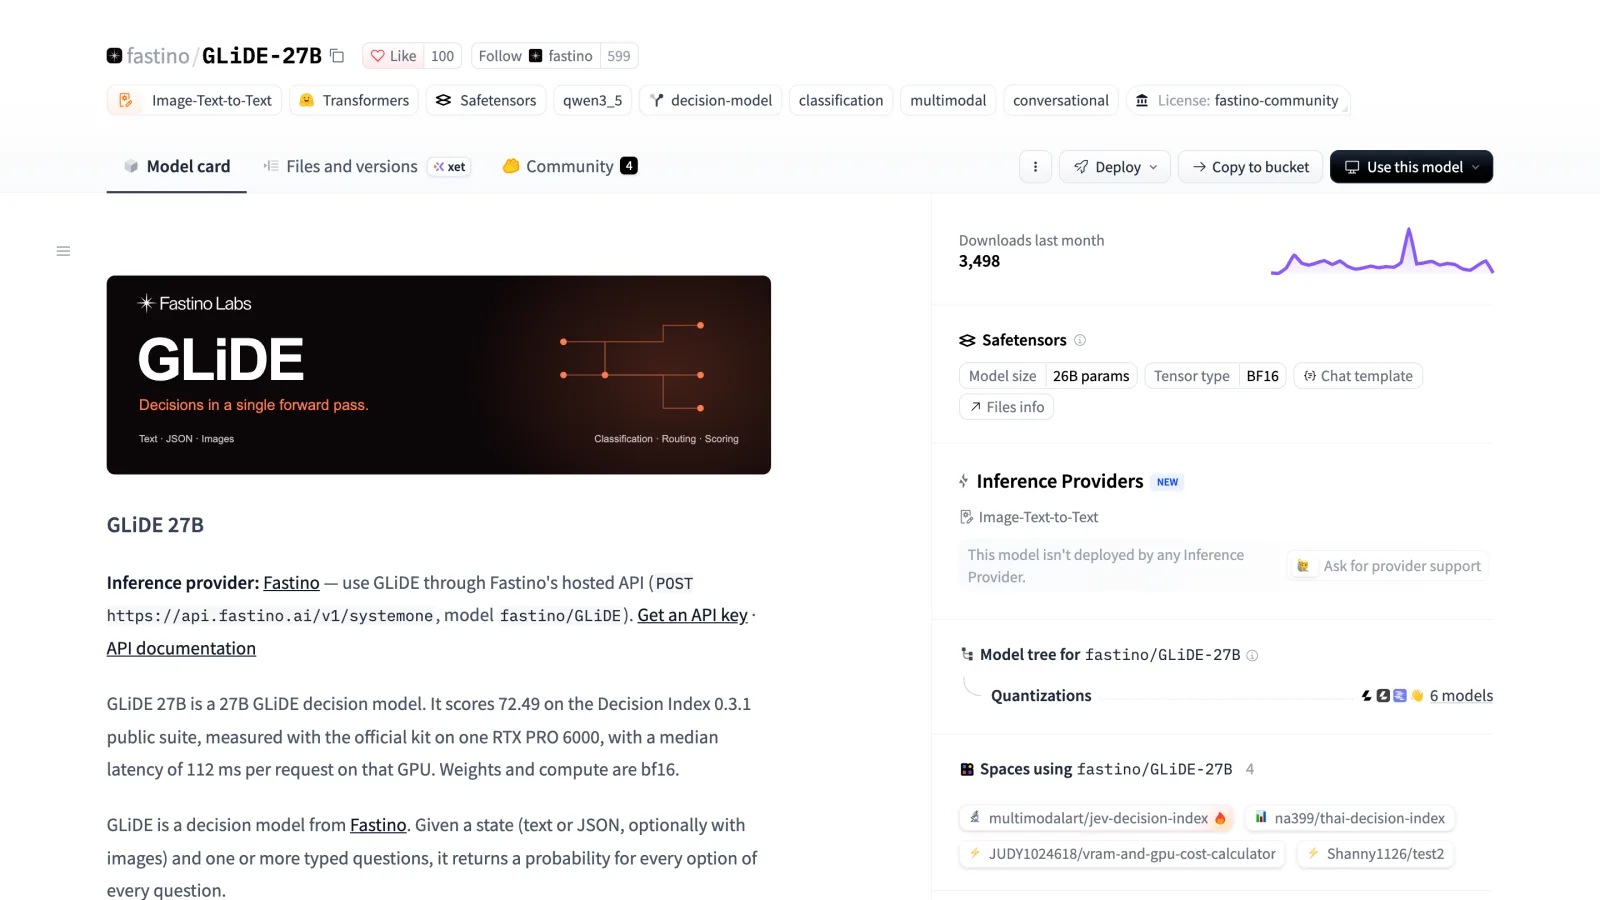 fastino/GLiDE-27B
Like 100
Follow fastino 599
Image-Text-to-Text
Transformers
Safetensors
qwen3_5
decision-model
classification
multimodal
conversational
License: fastino-community
Model card
Files and versions
xet
Community 4
Deploy
Copy to bucket
Use this model
Fastino Labs
GLiDE
Decisions in a single forward pass.
Text · JSON · Images
Classification · Routing · Scoring
GLiDE 27B
Inference provider: Fastino — use GLiDE through Fastino's hosted API (POST
https://api.fastino.ai/v1/systemone, model fastino/GLiDE). Get an API key ·
API documentation
GLiDE 27B is a 27B GLiDE decision model. It scores 72.49 on the Decision Index 0.3.1
public suite, measured with the official kit on one RTX PRO 6000, with a median
latency of 112 ms per request on that GPU. Weights and compute are bf16.
GLiDE is a decision model from Fastino. Given a state (text or JSON, optionally with
images) and one or more typed questions, it returns a probability for every option of
every question.
Downloads last month
3,498
Safetensors
Model size 26B params
Tensor type BF16
Chat template
Files info
Inference Providers NEW
Image-Text-to-Text
This model isn't deployed by any Inference
Provider.
Ask for provider support
Model tree for fastino/GLiDE-27B
Quantizations
6 models
Spaces using fastino/GLiDE-27B 4
multimodalart/jev-decision-index
na399/thai-decision-index
JUDY1024618/vram-and-gpu-cost-calculator
Shanny1126/test2